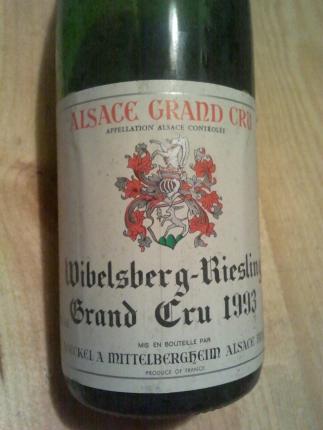 ALSACE GRAND CRU
APPELLATION ALSACE CONTROLÉE
Wibelsberg-Riesling
Grand Cru 1993
MIS EN BOUTEILLE PAR
A MITTELBERGHEIM ALSACE
PRODUCE OF FRANCE